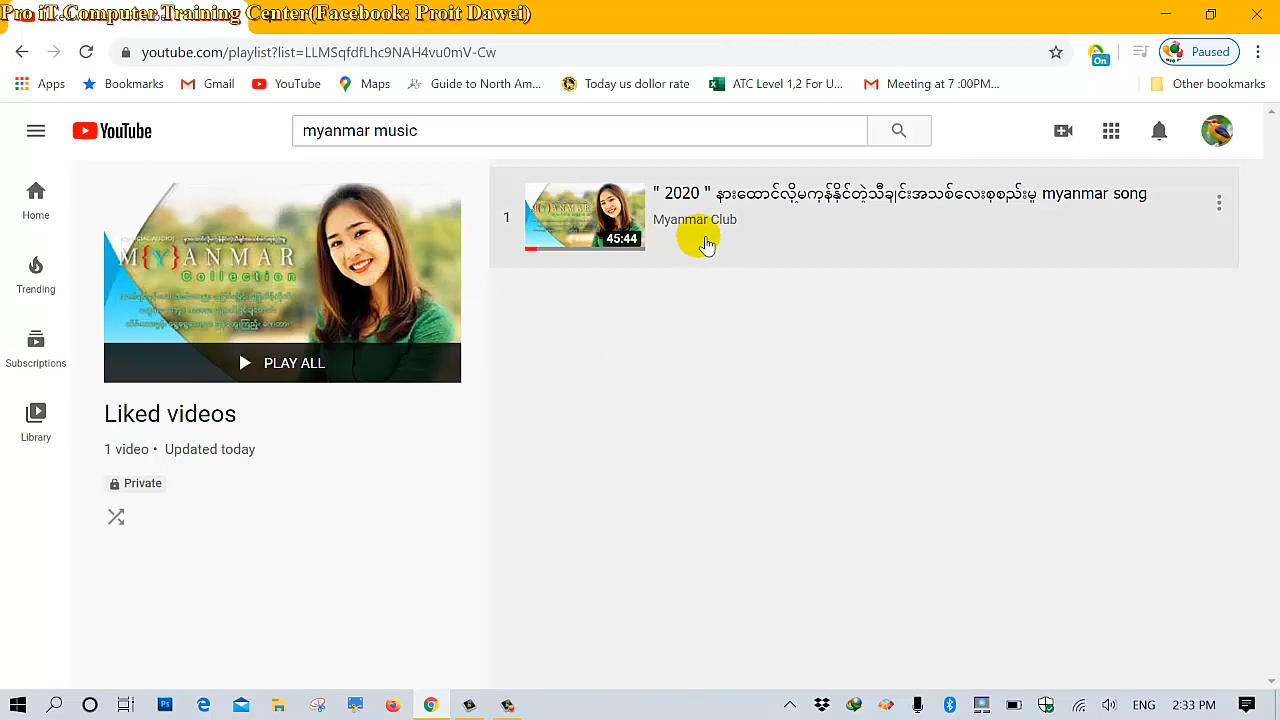 Pro iT Computer Training Center(Facebook: Proit Dawei)
youtube.com/playlist?list=LLMSqfdfLhc9NAH4vu0mV-Cw
On
Paused
Apps
Bookmarks
Gmail
YouTube
Maps
Guide to North Am...
Today us dollor rate
ATC Level 1,2 For U...
Meeting at 7 :00PM...
Other bookmarks
YouTube
myanmar music
Home
Trending
Subscriptions
Library
M{Y}ANMAR
Collection
PLAY ALL
Liked videos
1 video • Updated today
Private
1
45:44
" 2020 " နားထောင်လို့မကုန်နိုင်တဲ့သီချင်းအသစ်လေးစုစည်းမှု myanmar song
Myanmar Club
ENG
2:33 PM